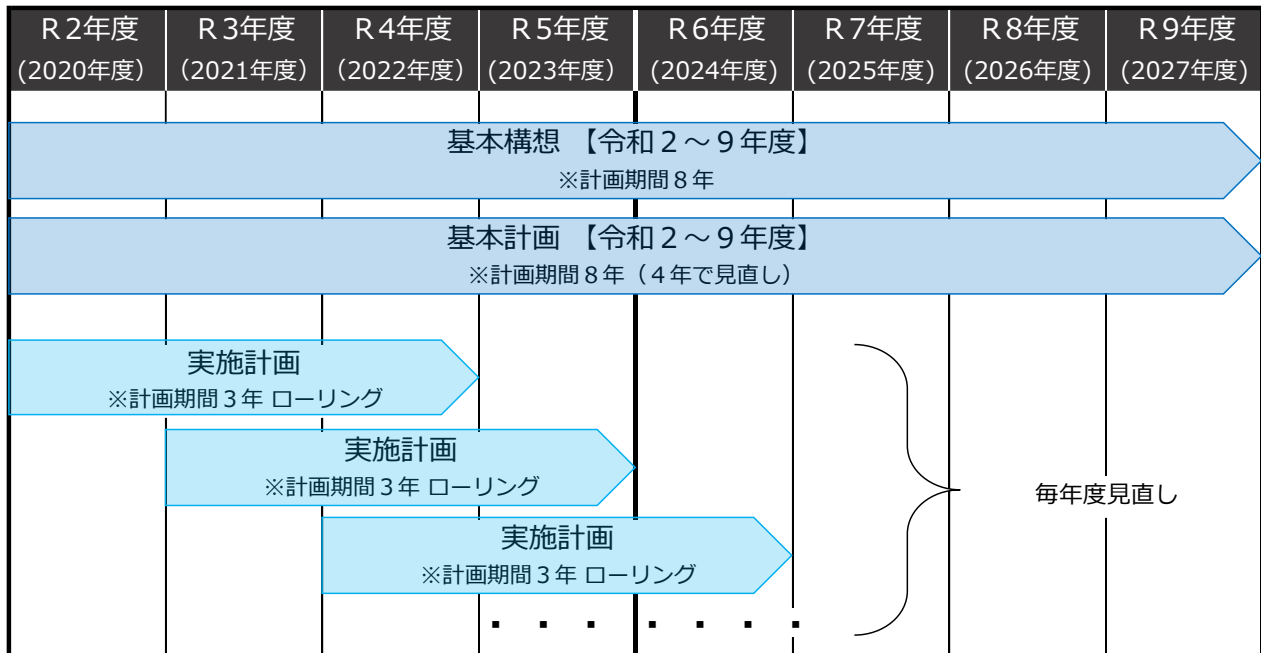 R2年度 R3年度 R4年度 R5年度 R6年度 R7年度 R8年度 R9年度
(2020年度) (2021年度) (2022年度) (2023年度) (2024年度) (2025年度) (2026年度) (2027年度)
基本構想 【令和２～９年度】
※計画期間８年
基本計画 【令和２～９年度】
※計画期間８年（４年で見直し）
実施計画
※計画期間３年 ローリング
実施計画
※計画期間３年 ローリング
実施計画
※計画期間３年 ローリング
毎年度見直し
・・・・・・・